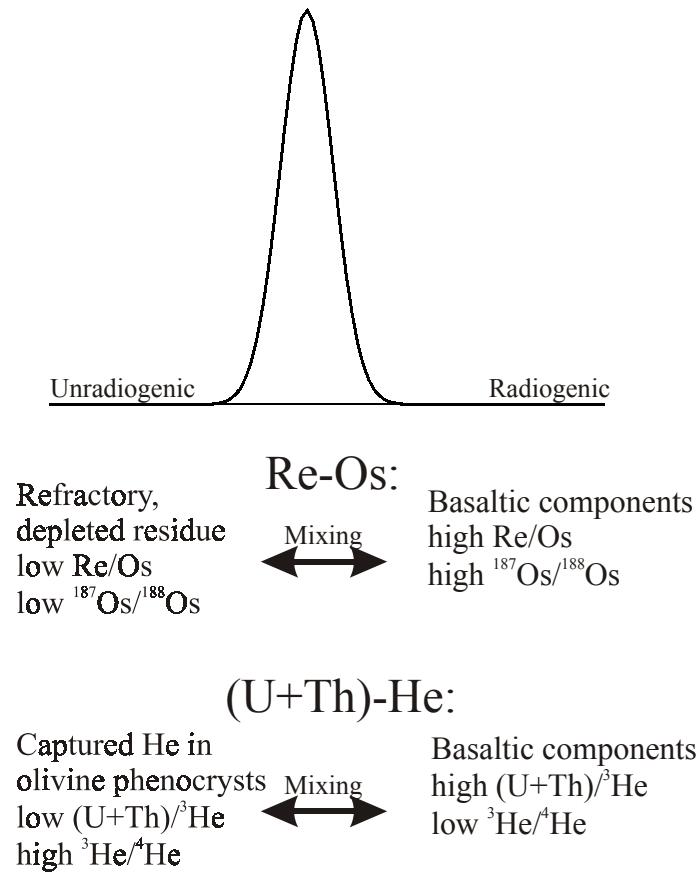 Unradiogenic
Radiogenic
Re-Os:
Refractory,
depleted residue
low Re/Os
low ¹⁸⁷Os/¹⁸⁸Os
Mixing
Basaltic components
high Re/Os
high ¹⁸⁷Os/¹⁸⁸Os
(U+Th)-He:
Captured He in
olivine phenocrysts
low (U+Th)/³He
high ³He/⁴He
Mixing
Basaltic components
high (U+Th)/³He
low ³He/⁴He